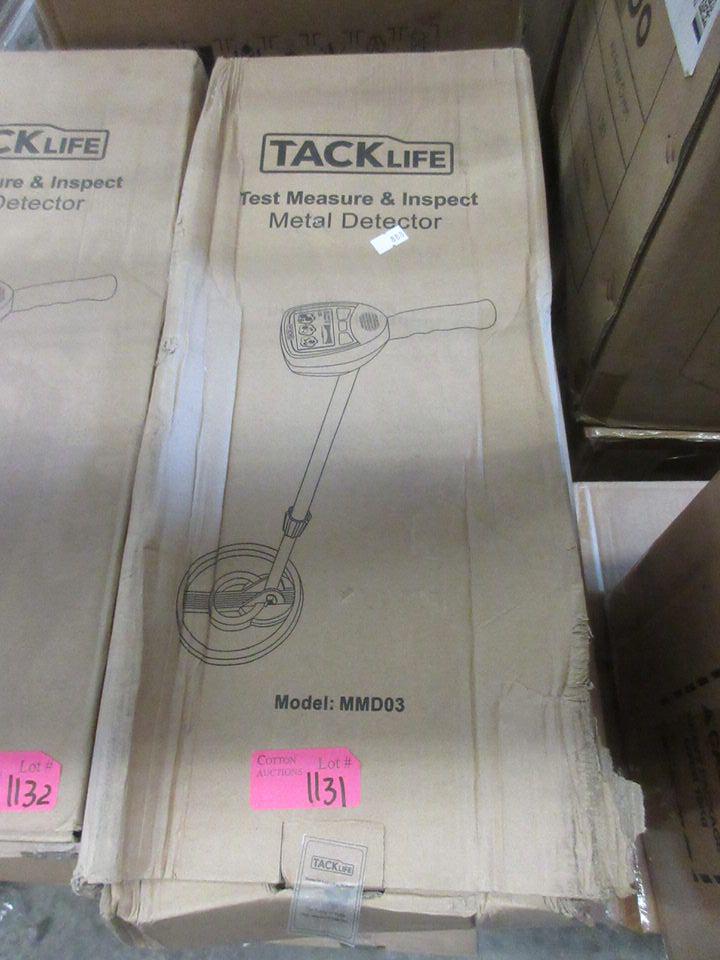 CKLIFE
ure & Inspect
Detector
TACKLIFE
Test Measure & Inspect
Metal Detector
Model: MMD03
Lot #
1132
COTTON
AUCTIONS
Lot #
1131
TACKLIFE